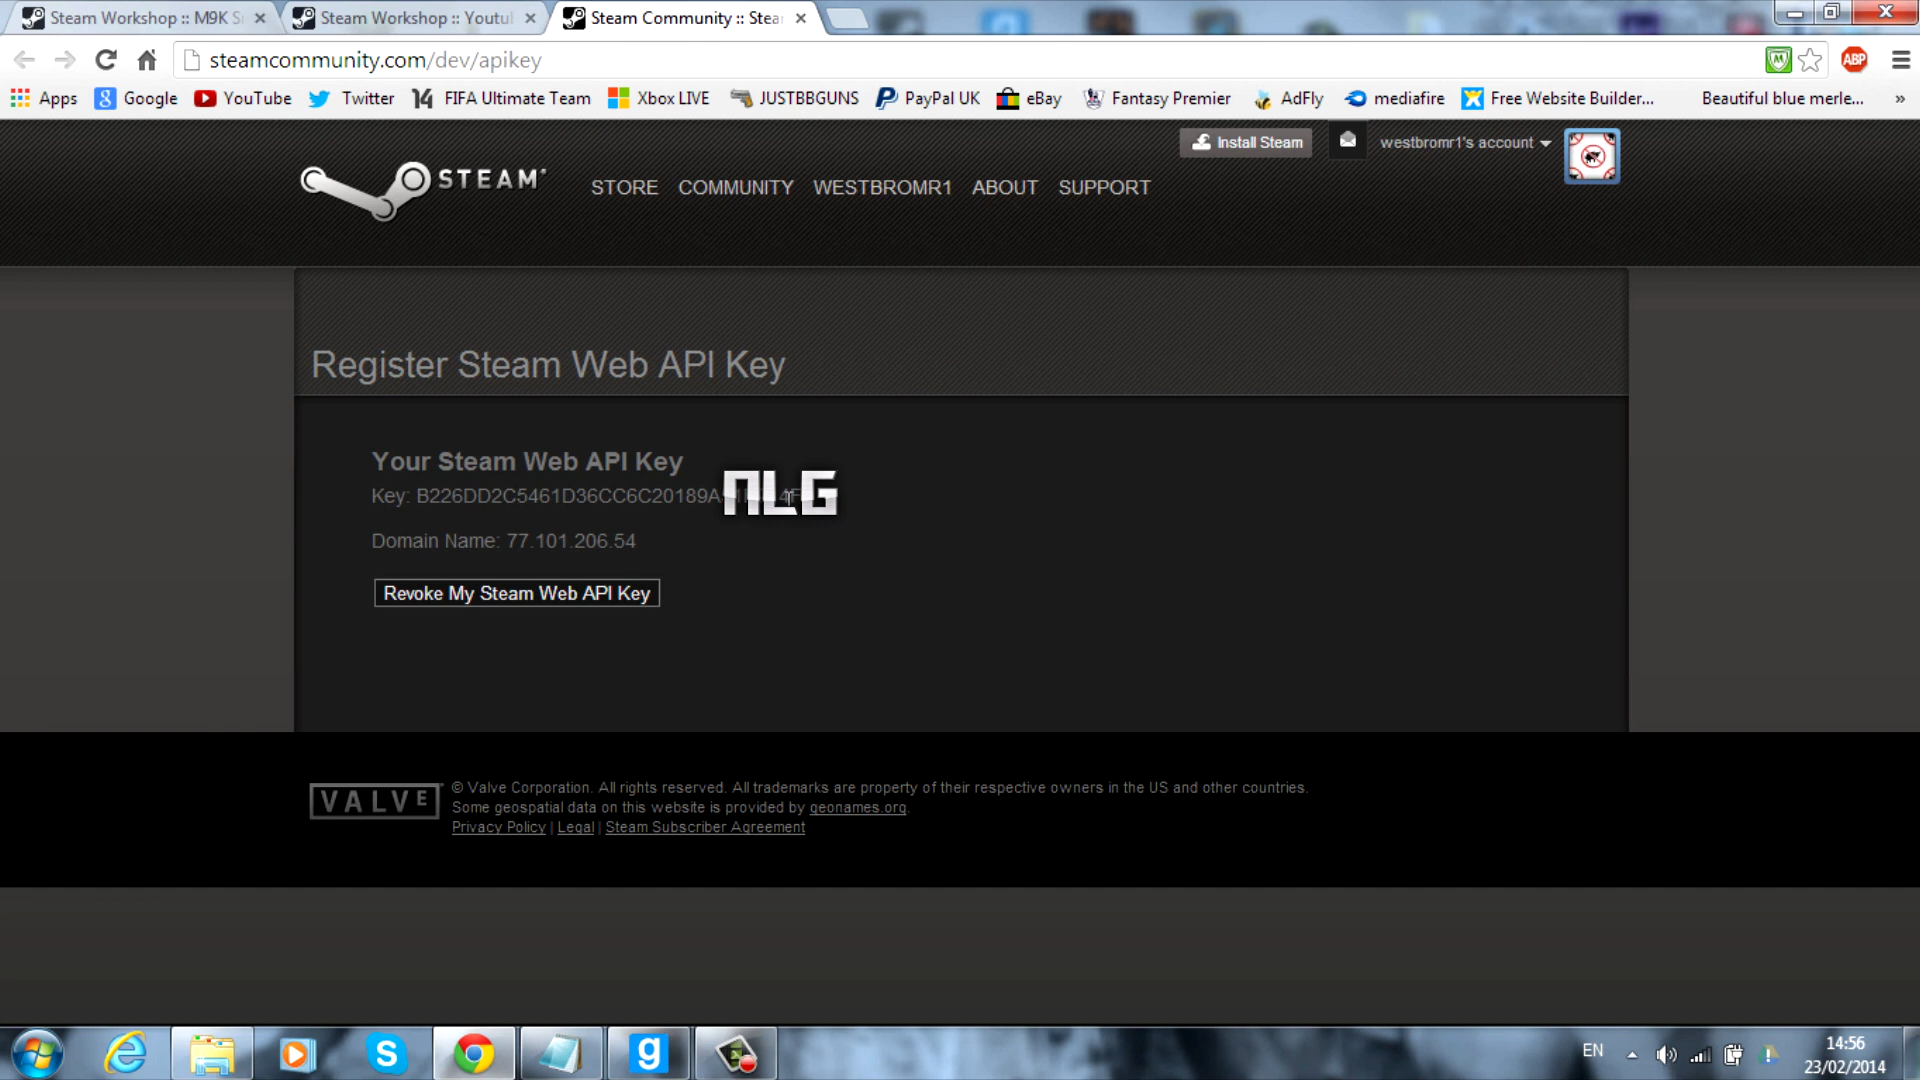 Steam Workshop :: M9K S
Steam Workshop :: Youtu
Steam Community :: Stea
steamcommunity.com/dev/apikey
ABP
Apps
Google
YouTube
Twitter
FIFA Ultimate Team
Xbox LIVE
JUSTBBGUNS
PayPal UK
eBay
Fantasy Premier
AdFly
mediafire
Free Website Builder...
Beautiful blue merle...
»
Install Steam
westbromr1's account
STEAM
STORE COMMUNITY WESTBROMR1 ABOUT SUPPORT
Register Steam Web API Key
Your Steam Web API Key
Key: B226DD2C5461D36CC6C20189A
NLG
Domain Name: 77.101.206.54
Revoke My Steam Web API Key
VALVE
© Valve Corporation. All rights reserved. All trademarks are property of their respective owners in the US and other countries.
Some geospatial data on this website is provided by geonames.org.
Privacy Policy | Legal | Steam Subscriber Agreement
EN
14:56
23/02/2014